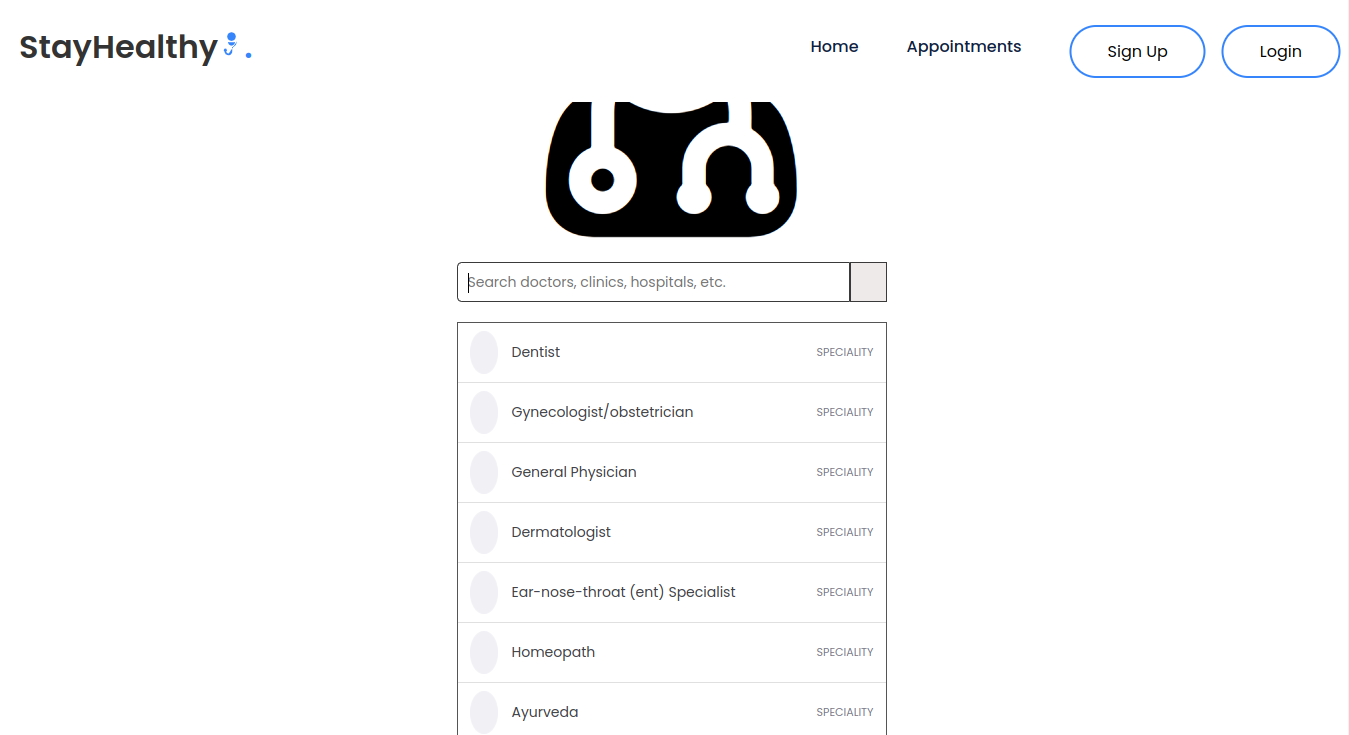 StayHealthy.
Home
Appointments
Sign Up
Login
Search doctors, clinics, hospitals, etc.
Dentist SPECIALITY
Gynecologist/obstetrician SPECIALITY
General Physician SPECIALITY
Dermatologist SPECIALITY
Ear-nose-throat (ent) Specialist SPECIALITY
Homeopath SPECIALITY
Ayurveda SPECIALITY